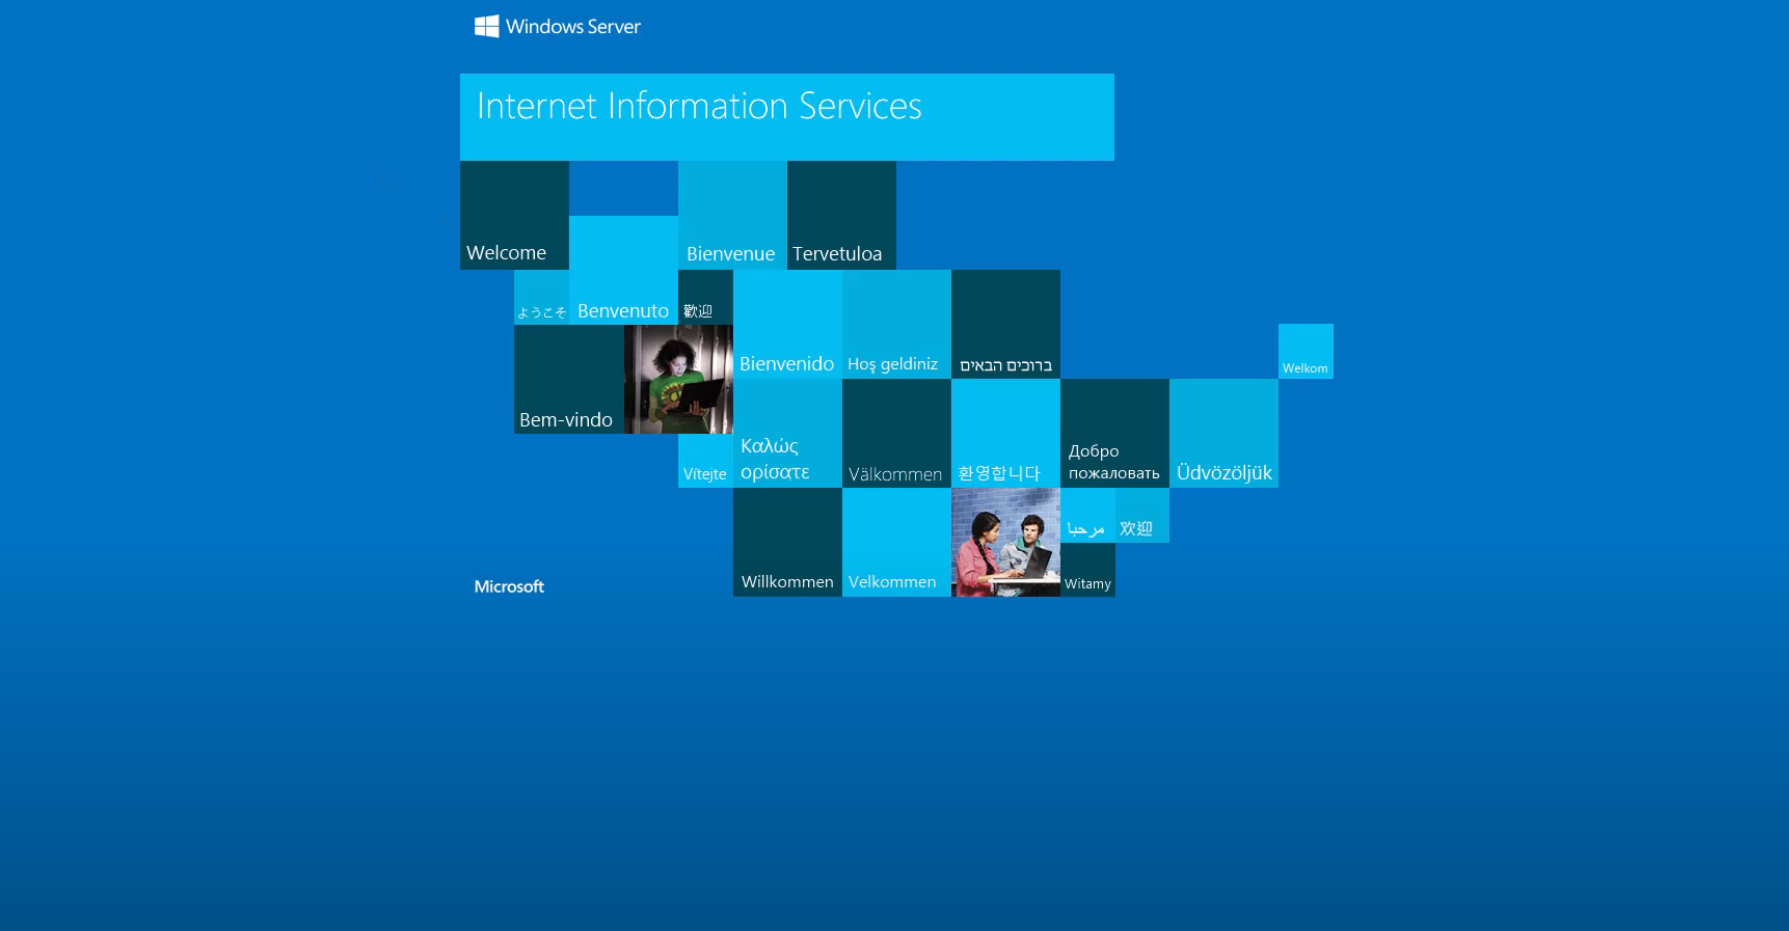 Windows Server
Internet Information Services
Welcome
Bienvenue
Tervetuloa
ようこそ
Benvenuto
歡迎
Bienvenido
Hoş geldiniz
ברוכים הבאים
Welkom
Bem-vindo
Vítejte
Καλώς
ορίσατε
Välkommen
환영합니다
Добро
пожаловать
Üdvözöljük
مرحبا
欢迎
Willkommen
Velkommen
Witamy
Microsoft